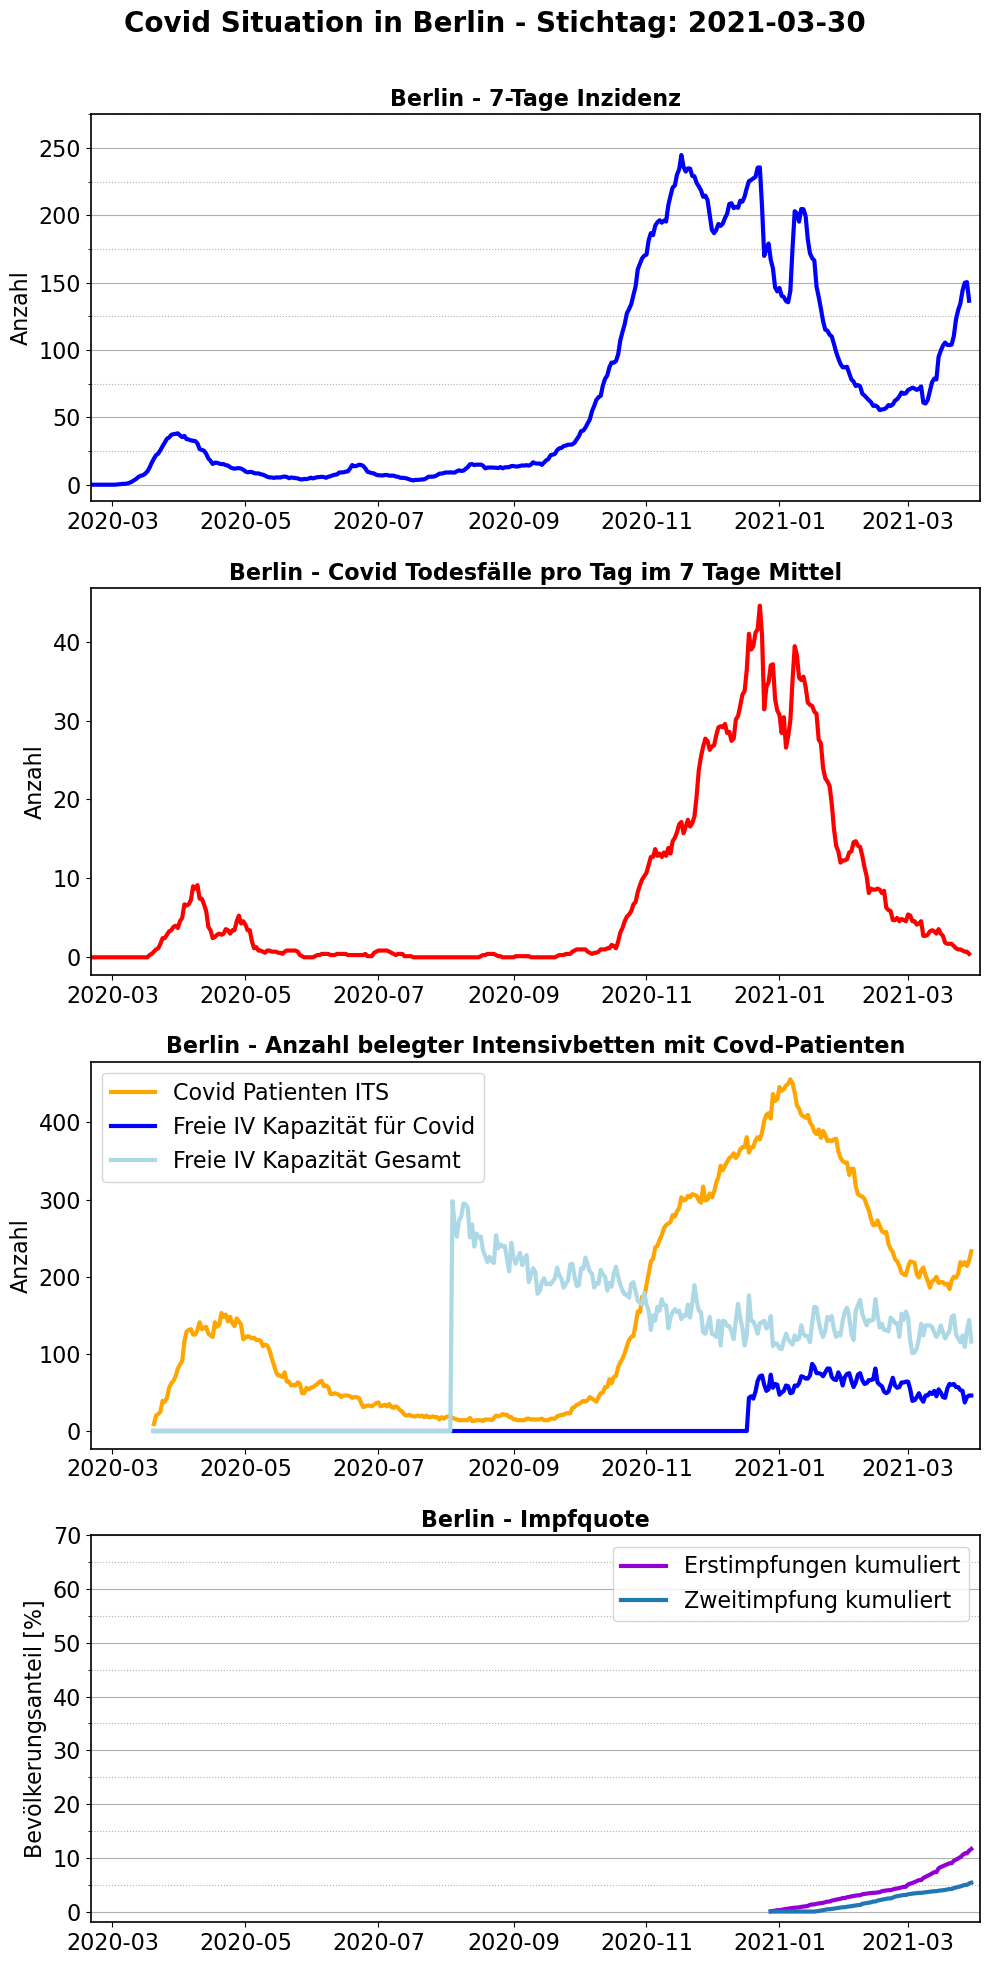 Covid Situation in Berlin - Stichtag: 2021-03-30
Berlin - 7-Tage Inzidenz
Anzahl
250
200
150
100
50
0
2020-03 2020-05 2020-07 2020-09 2020-11 2021-01 2021-03
Berlin - Covid Todesfälle pro Tag im 7 Tage Mittel
Anzahl
40
30
20
10
0
2020-03 2020-05 2020-07 2020-09 2020-11 2021-01 2021-03
Berlin - Anzahl belegter Intensivbetten mit Covd-Patienten
Covid Patienten ITS
Freie IV Kapazität für Covid
Freie IV Kapazität Gesamt
Anzahl
400
300
200
100
0
2020-03 2020-05 2020-07 2020-09 2020-11 2021-01 2021-03
Berlin - Impfquote
Erstimpfungen kumuliert
Zweitimpfung kumuliert
Bevölkerungsanteil [%]
70
60
50
40
30
20
10
0
2020-03 2020-05 2020-07 2020-09 2020-11 2021-01 2021-03